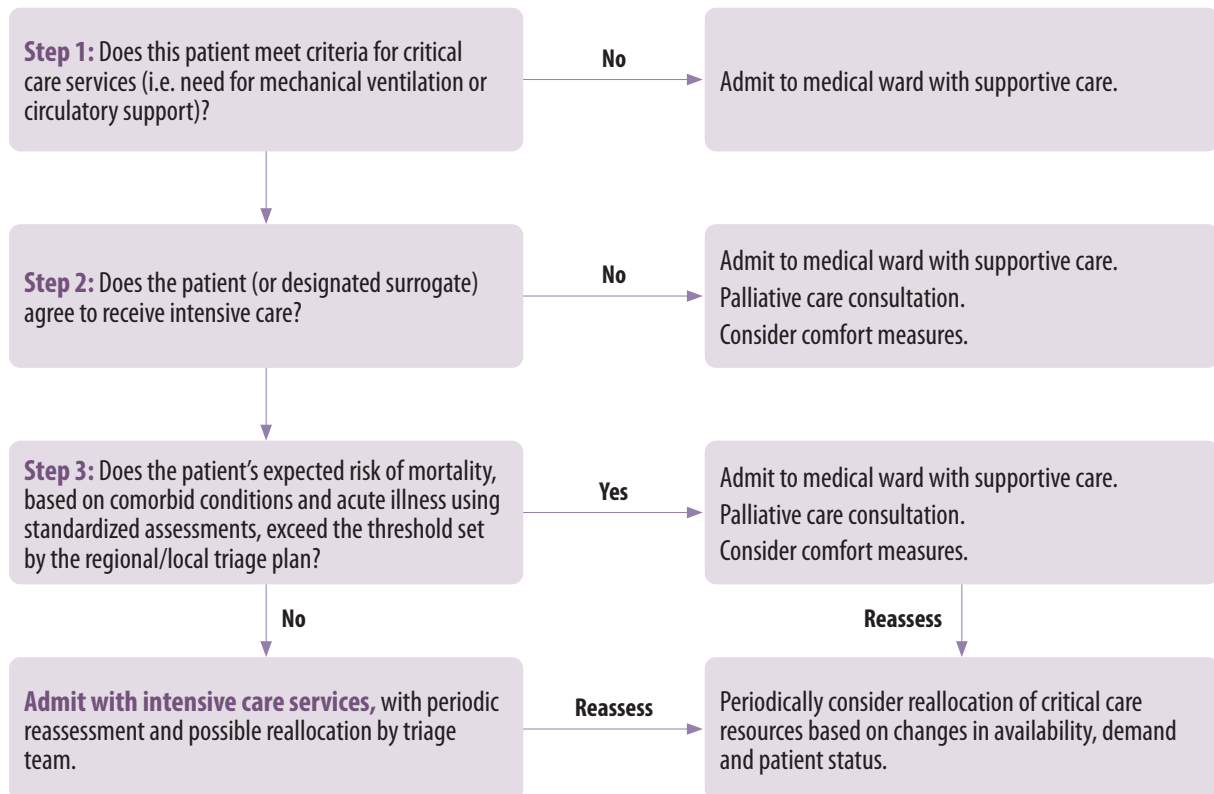 Step 1: Does this patient meet criteria for critical
care services (i.e. need for mechanical ventilation or
circulatory support)?
No
Admit to medical ward with supportive care.
Step 2: Does the patient (or designated surrogate)
agree to receive intensive care?
No
Admit to medical ward with supportive care.
Palliative care consultation.
Consider comfort measures.
Step 3: Does the patient’s expected risk of mortality,
based on comorbid conditions and acute illness using
standardized assessments, exceed the threshold set
by the regional/local triage plan?
Yes
Admit to medical ward with supportive care.
Palliative care consultation.
Consider comfort measures.
No
Reassess
Admit with intensive care services, with periodic
reassessment and possible reallocation by triage
team.
Reassess
Periodically consider reallocation of critical care
resources based on changes in availability, demand
and patient status.